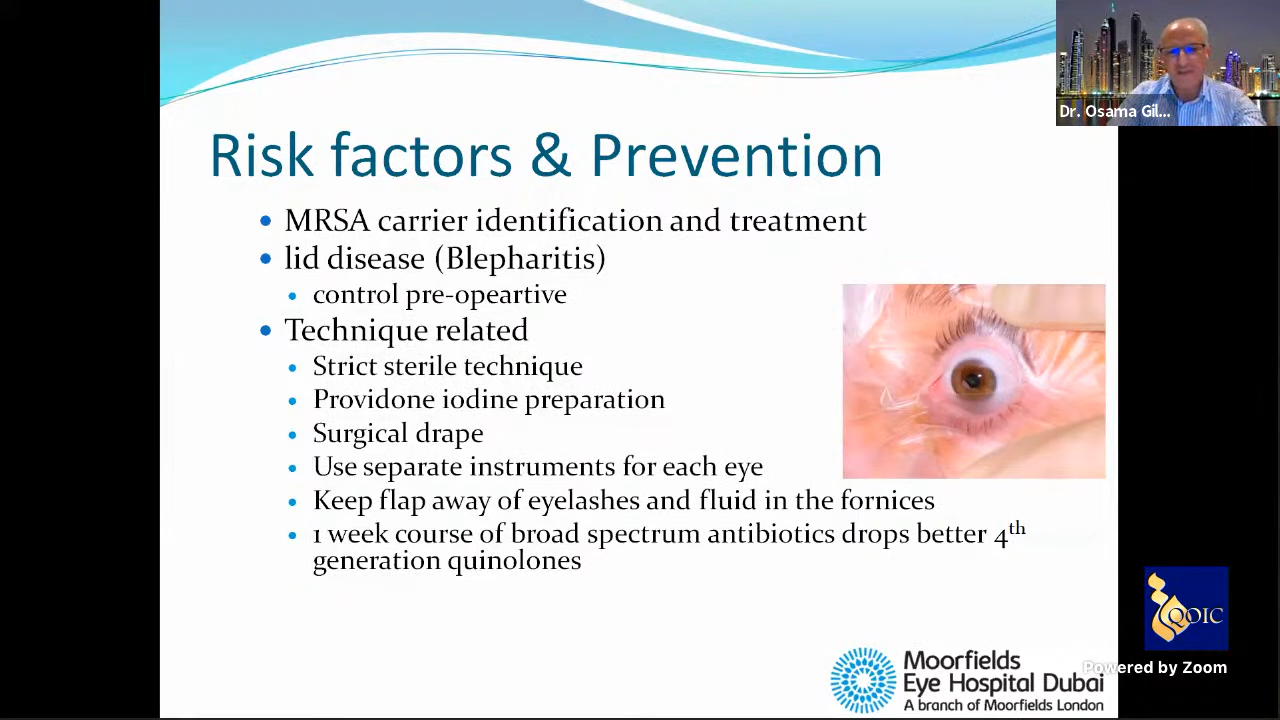 Dr. Osama Gil...
Risk factors & Prevention
MRSA carrier identification and treatment
lid disease (Blepharitis)
control pre-opeartive
Technique related
Strict sterile technique
Providone iodine preparation
Surgical drape
Use separate instruments for each eye
Keep flap away of eyelashes and fluid in the fornices
1 week course of broad spectrum antibiotics drops better 4th
generation quinolones
QOIC
Powered by Zoom
Moorfields
Eye Hospital Dubai
A branch of Moorfields London